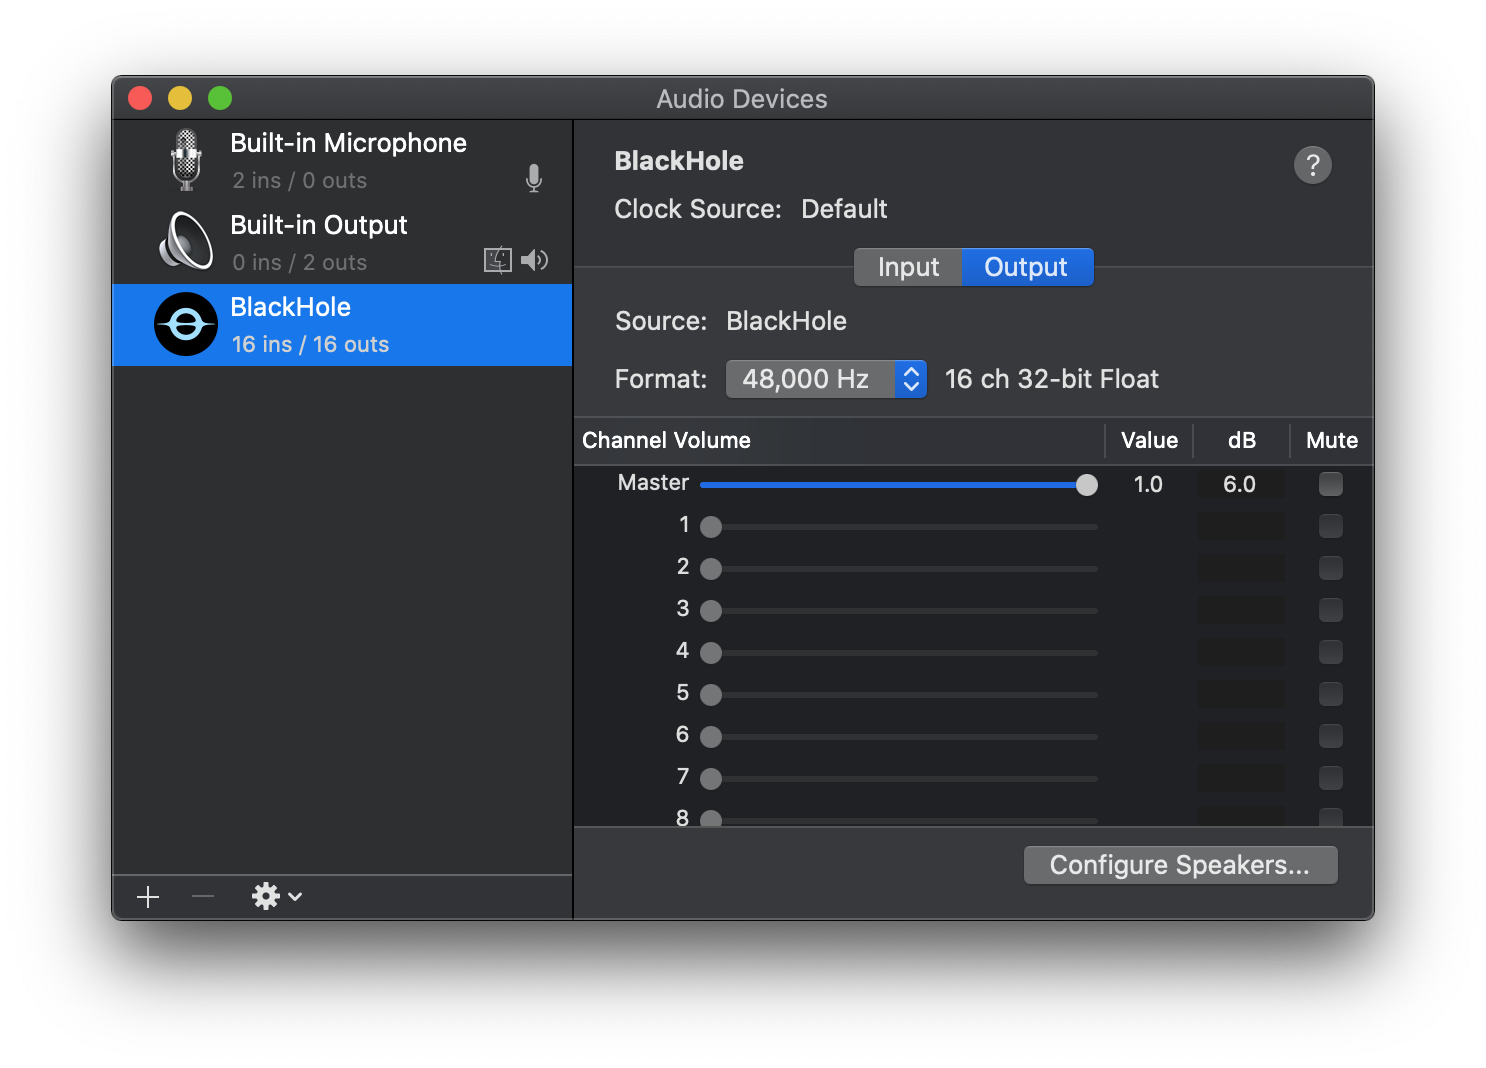 Audio Devices
Built-in Microphone
2 ins / 0 outs
Built-in Output
0 ins / 2 outs
BlackHole
16 ins / 16 outs
BlackHole
?
Clock Source: Default
Input Output
Source: BlackHole
Format: 48,000 Hz 16 ch 32-bit Float
Channel Volume Value dB Mute
Master 1.0 6.0
1
2
3
4
5
6
7
8
Configure Speakers...